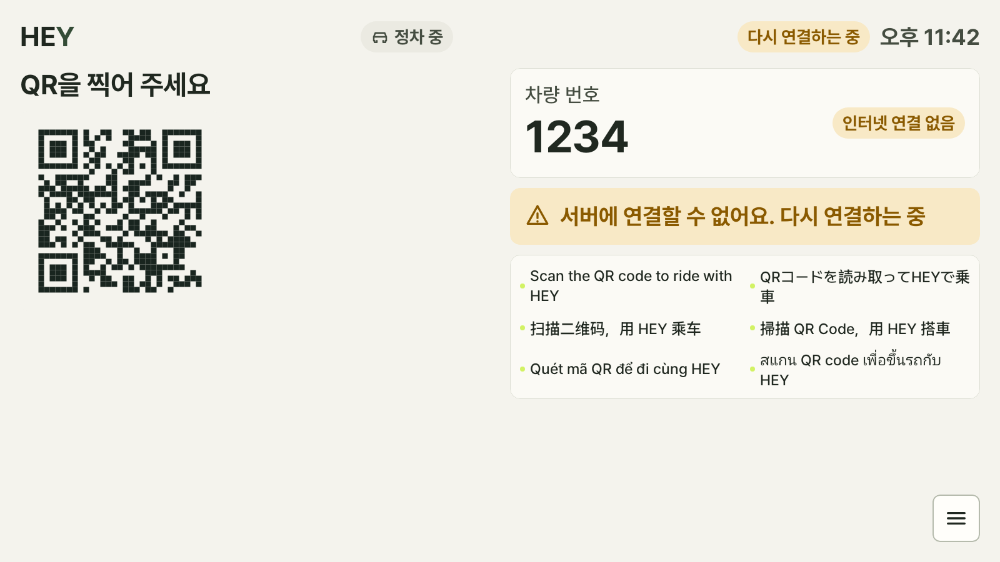 HEY
정차 중
다시 연결하는 중
오후 11:42
QR을 찍어 주세요
차량 번호
1234
인터넷 연결 없음
서버에 연결할 수 없어요. 다시 연결하는 중
Scan the QR code to ride with
HEY
QRコードを読み取ってHEYで乗
車
扫描二维码，用 HEY 乘车
掃描 QR Code，用 HEY 搭車
Quét mã QR để đi cùng HEY
สแกน QR code เพื่อขึ้นรถกับ
HEY